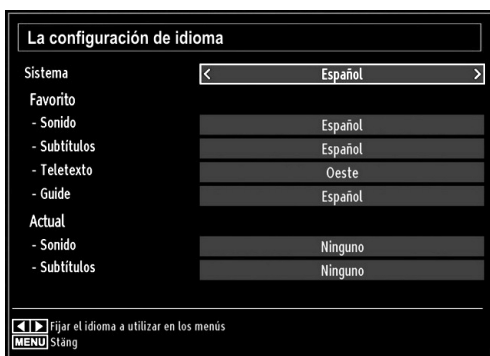 La configuración de idioma
Sistema < Español >
Favorito
- Sonido Español
- Subtítulos Español
- Teletexto Oeste
- Guide Español
Actual
- Sonido Ninguno
- Subtítulos Ninguno
Fijar el idioma a utilizar en los menús
MENU Stäng